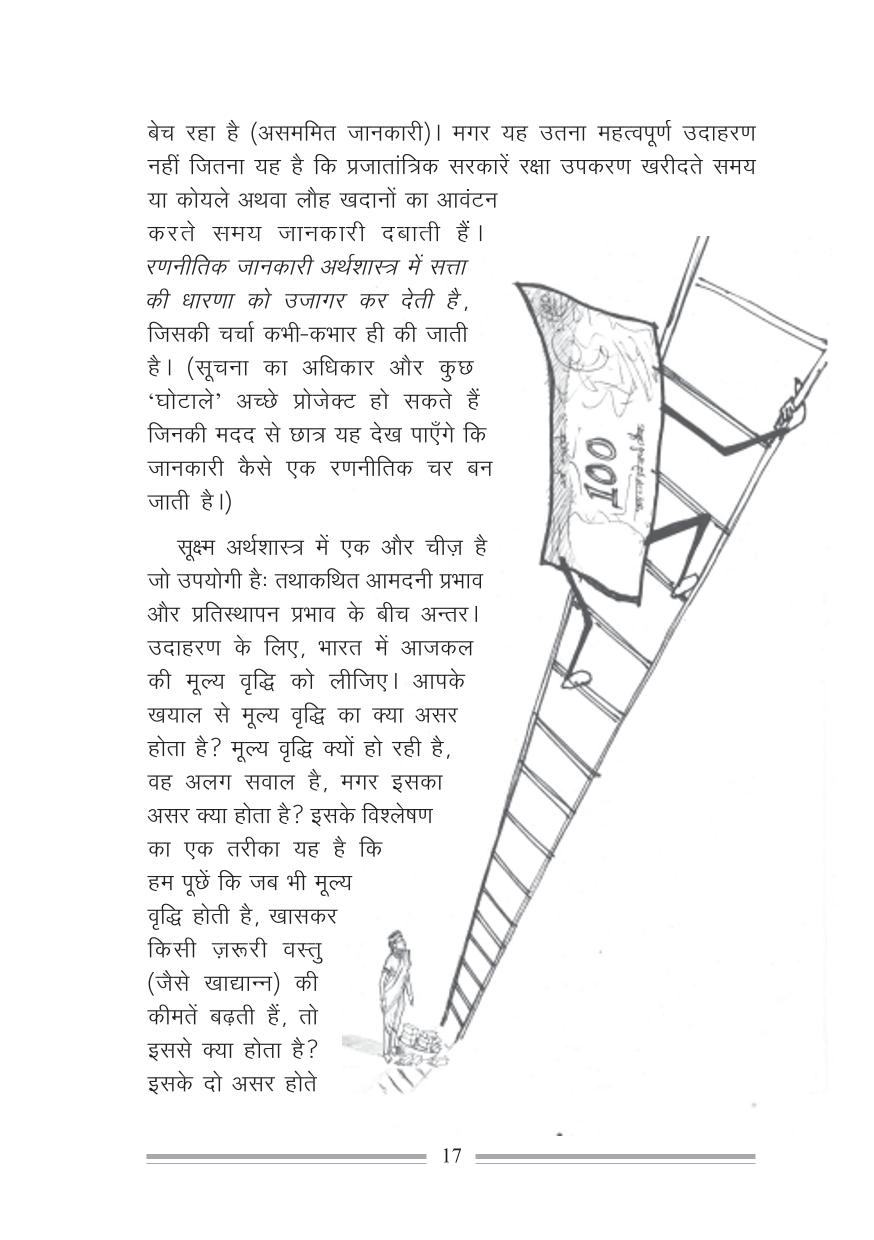 बेच रहा है (असममित जानकारी)। मगर यह उतना महत्वपूर्ण उदाहरण
नहीं जितना यह है कि प्रजातांत्रिक सरकारें रक्षा उपकरण खरीदते समय
या कोयले अथवा लौह खदानों का आवंटन
करते समय जानकारी दबाती हैं।
रणनीतिक जानकारी अर्थशास्त्र में सत्ता
की धारणा को उजागर कर देती है,
जिसकी चर्चा कभी-कभार ही की जाती
है। (सूचना का अधिकार और कुछ
‘घोटाले’ अच्छे प्रोजेक्ट हो सकते हैं
जिनकी मदद से छात्र यह देख पाएँगे कि
जानकारी कैसे एक रणनीतिक चर बन
जाती है।)
सूक्ष्म अर्थशास्त्र में एक और चीज़ है
जो उपयोगी हैः तथाकथित आमदनी प्रभाव
और प्रतिस्थापन प्रभाव के बीच अन्तर।
उदाहरण के लिए, भारत में आजकल
की मूल्य वृद्धि को लीजिए। आपके
खयाल से मूल्य वृद्धि का क्या असर
होता है? मूल्य वृद्धि क्यों हो रही है,
वह अलग सवाल है, मगर इसका
असर क्या होता है? इसके विश्लेषण
का एक तरीका यह है कि
हम पूछें कि जब भी मूल्य
वृद्धि होती है, खासकर
किसी ज़रूरी वस्तु
(जैसे खाद्यान्न) की
कीमतें बढ़ती हैं, तो
इससे क्या होता है?
इसके दो असर होते
100
17